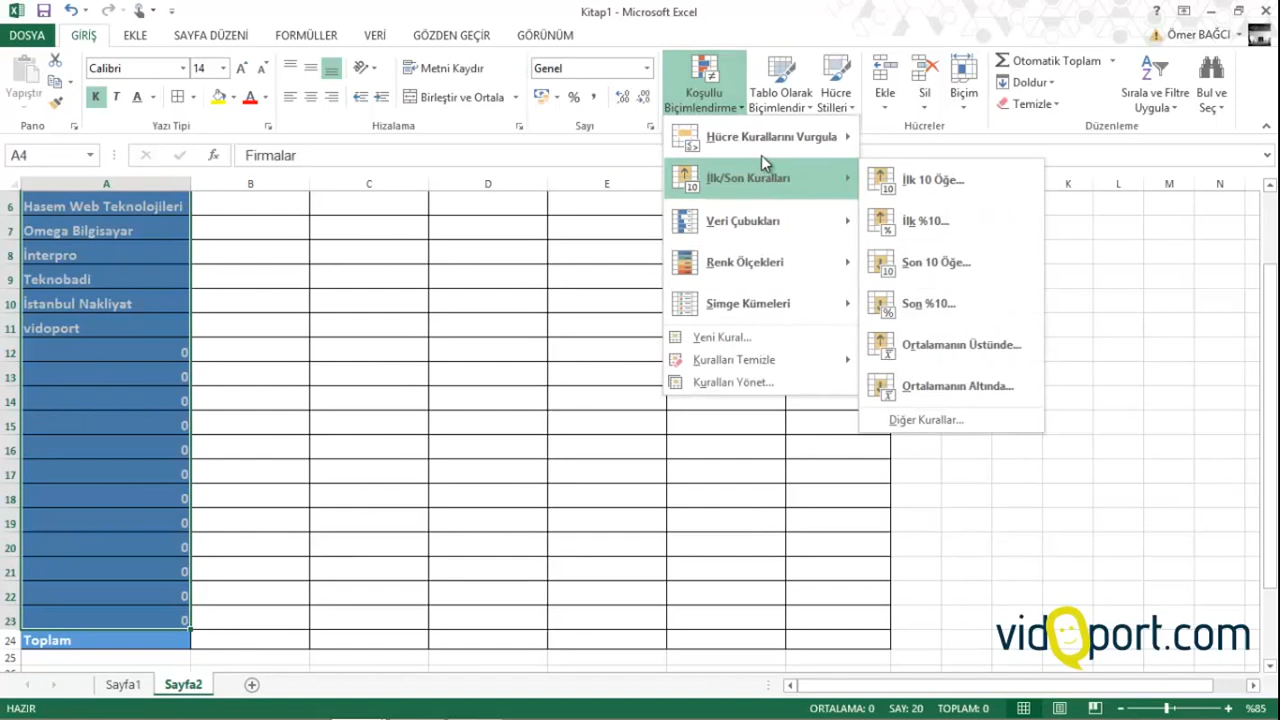 Kitap1 - Microsoft Excel
DOSYA GİRİŞ EKLE SAYFA DÜZENİ FORMÜLLER VERİ GÖZDEN GEÇİR GÖRÜNÜM Ömer BAĞCI
Yapıştır
Calibri 14
K T A
Metni Kaydır
Birleştir ve Ortala
Genel
Koşullu Biçimlendirme
Tablo Olarak Biçimlendir
Hücre Stilleri
Ekle Sil Biçim
Otomatik Toplam
Doldur
Temizle
Sırala ve Filtre Uygula
Bul ve Seç
Pano Yazı Tipi Hizalama Sayı Hücreler Düzenleme
A4 fx Firmalar
Hücre Kurallarını Vurgula
İlk/Son Kuralları
Veri Çubukları
Renk Ölçekleri
Simge Kümeleri
Yeni Kural...
Kuralları Temizle
Kuralları Yönet...
İlk 10 Öğe...
İlk %10...
Son 10 Öğe...
Son %10...
Ortalamanın Üstünde...
Ortalamanın Altında...
Diğer Kurallar...
A B C D E K L M N
6 Hasem Web Teknolojileri
7 Omega Bilgisayar
8 İnterpro
9 Teknobadi
10 İstanbul Nakliyat
11 vidoport
12 0
13 0
14 0
15 0
16 0
17 0
18 0
19 0
20 0
21 0
22 0
23 0
24 Toplam
25
vidoport.com
Sayfa1 Sayfa2
HAZIR ORTALAMA: 0 SAY: 20 TOPLAM: 0 %85